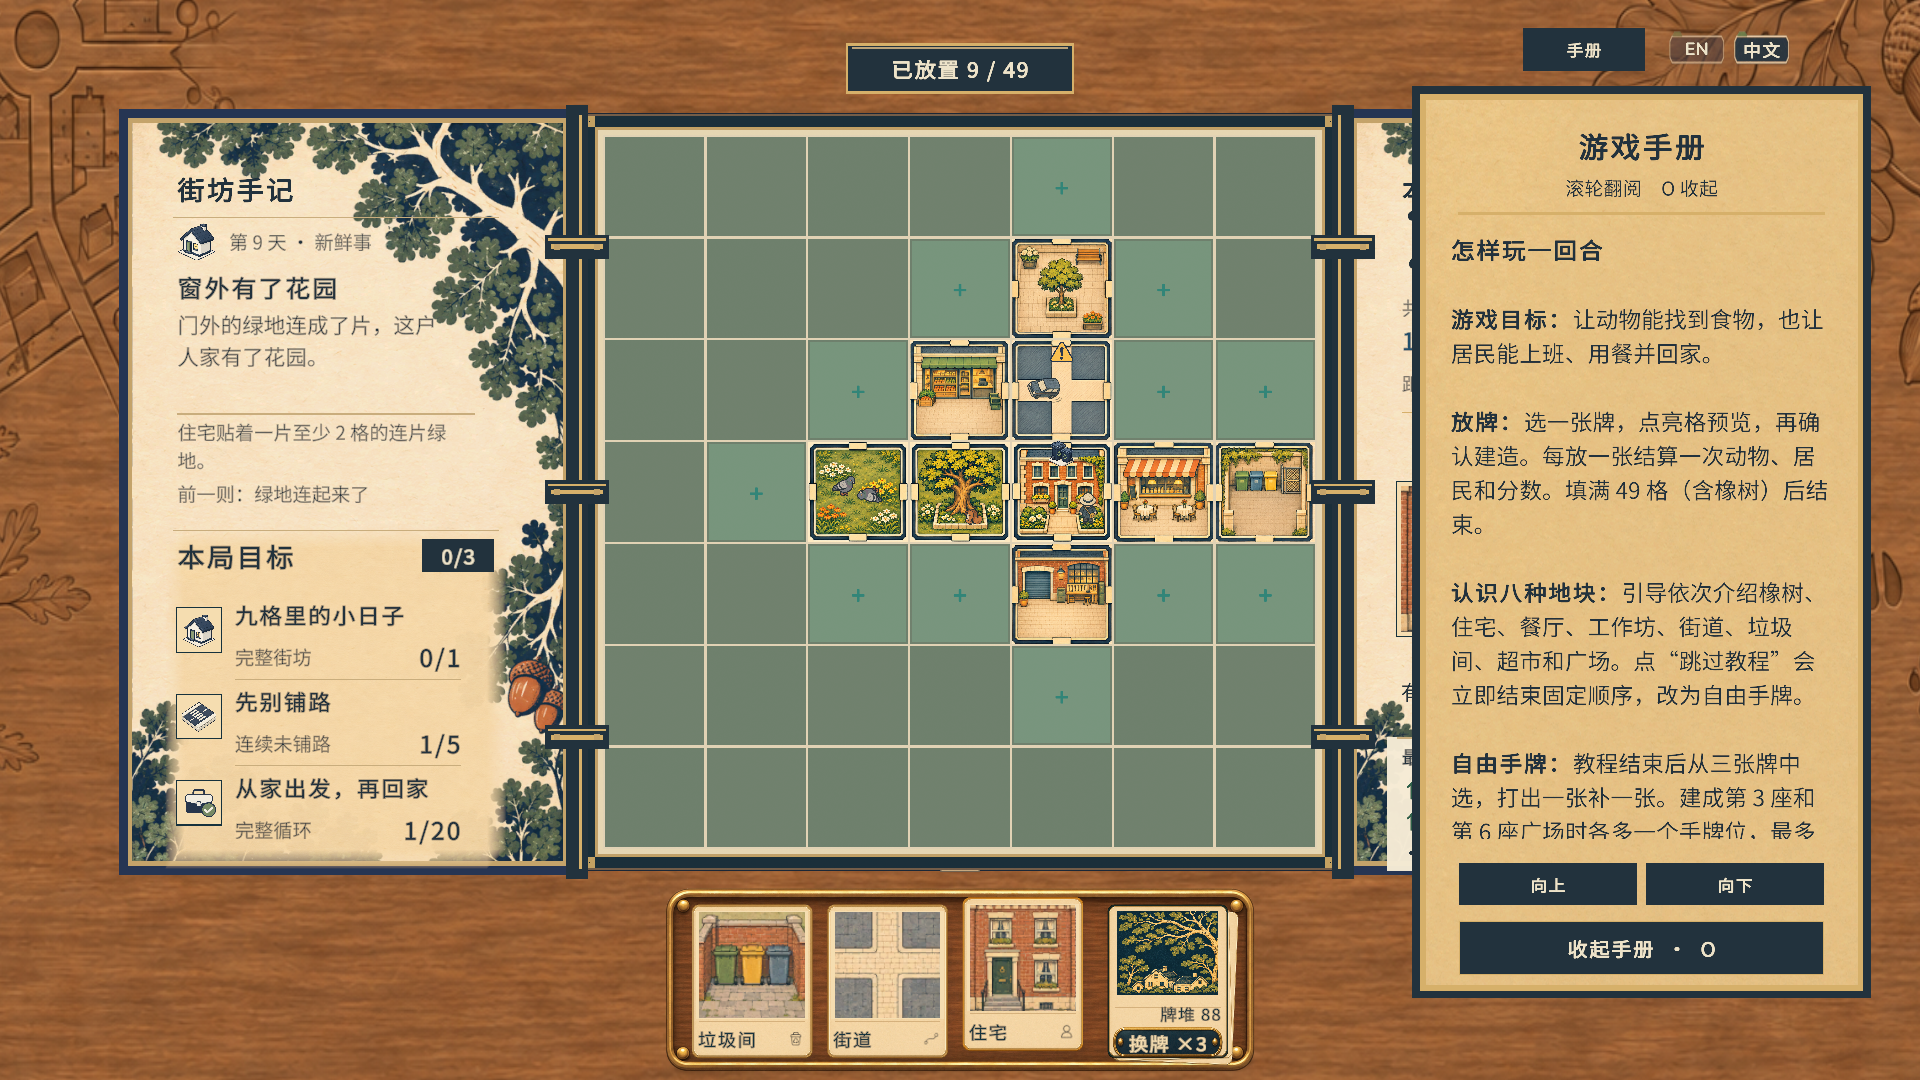 已放置 9 / 49
手册
EN
中文
街坊手记
第 9 天 · 新鲜事
窗外有了花园
门外的绿地连成了片，这户
人家有了花园。
住宅贴着一片至少 2 格的连片绿
地。
前一则：绿地连起来了
本局目标
0/3
九格里的小日子
完整街坊 0/1
先别铺路
连续未铺路 1/5
从家出发，再回家
完整循环 1/20
垃圾间
街道
住宅
牌堆 88
换牌 ×3
游戏手册
滚轮翻阅 O 收起
怎样玩一回合
游戏目标：让动物能找到食物，也让
居民能上班、用餐并回家。
放牌：选一张牌，点亮格预览，再确
认建造。每放一张结算一次动物、居
民和分数。填满 49 格（含橡树）后结
束。
认识八种地块：引导依次介绍橡树、
住宅、餐厅、工作坊、街道、垃圾
间、超市和广场。点“跳过教程”会
立即结束固定顺序，改为自由手牌。
自由手牌：教程结束后从三张牌中
选，打出一张补一张。建成第 3 座和
第 6 座广场时各多一个手牌位，最多
向上
向下
收起手册 · O